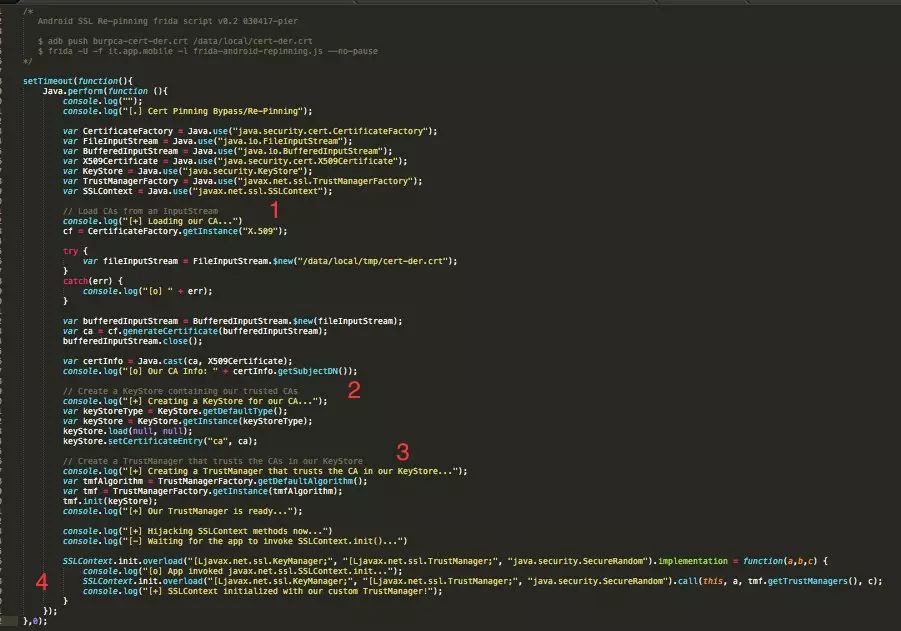 /*
Android SSL Re-pinning frida script v0.2 030417-pier
$ adb push burpca-cert-der.crt /data/local/cert-der.crt
$ frida -U -f it.app.mobile -l frida-android-repinning.js --no-pause
*/
setTimeout(function(){
Java.perform(function (){
console.log("");
console.log("[.] Cert Pinning Bypass/Re-Pinning");
var CertificateFactory = Java.use("java.security.cert.CertificateFactory");
var FileInputStream = Java.use("java.io.FileInputStream");
var BufferedInputStream = Java.use("java.io.BufferedInputStream");
var X509Certificate = Java.use("java.security.cert.X509Certificate");
var KeyStore = Java.use("java.security.KeyStore");
var TrustManagerFactory = Java.use("javax.net.ssl.TrustManagerFactory");
var SSLContext = Java.use("javax.net.ssl.SSLContext");
// Load CAs from an InputStream 1
console.log("[+] Loading our CA...")
cf = CertificateFactory.getInstance("X.509");
try {
var fileInputStream = FileInputStream.$new("/data/local/tmp/cert-der.crt");
}
catch(err) {
console.log("[o] " + err);
}
var bufferedInputStream = BufferedInputStream.$new(fileInputStream);
var ca = cf.generateCertificate(bufferedInputStream);
bufferedInputStream.close();
var certInfo = Java.cast(ca, X509Certificate);
console.log("[o] Our CA Info: " + certInfo.getSubjectDN());
// Create a KeyStore containing our trusted CAs 2
console.log("[+] Creating a KeyStore for our CA...");
var keyStoreType = KeyStore.getDefaultType();
var keyStore = KeyStore.getInstance(keyStoreType);
keyStore.load(null, null);
keyStore.setCertificateEntry("ca", ca);
// Create a TrustManager that trusts the CAs in our KeyStore 3
console.log("[+] Creating a TrustManager that trusts the CA in our KeyStore...");
var tmfAlgorithm = TrustManagerFactory.getDefaultAlgorithm();
var tmf = TrustManagerFactory.getInstance(tmfAlgorithm);
tmf.init(keyStore);
console.log("[+] Our TrustManager is ready...");
console.log("[+] Hijacking SSLContext methods now...")
console.log("[-] Waiting for the app to invoke SSLContext.init()...")
SSLContext.init.overload("[Ljavax.net.ssl.KeyManager;", "[Ljavax.net.ssl.TrustManager;", "java.security.SecureRandom").implementation = function(a,b,c) {
console.log("[o] App invoked javax.net.ssl.SSLContext.init...");
4 SSLContext.init.overload("[Ljavax.net.ssl.KeyManager;", "[Ljavax.net.ssl.TrustManager;", "java.security.SecureRandom").call(this, a, tmf.getTrustManagers(), c);
console.log("[+] SSLContext initialized with our custom TrustManager!");
}
});
},0);